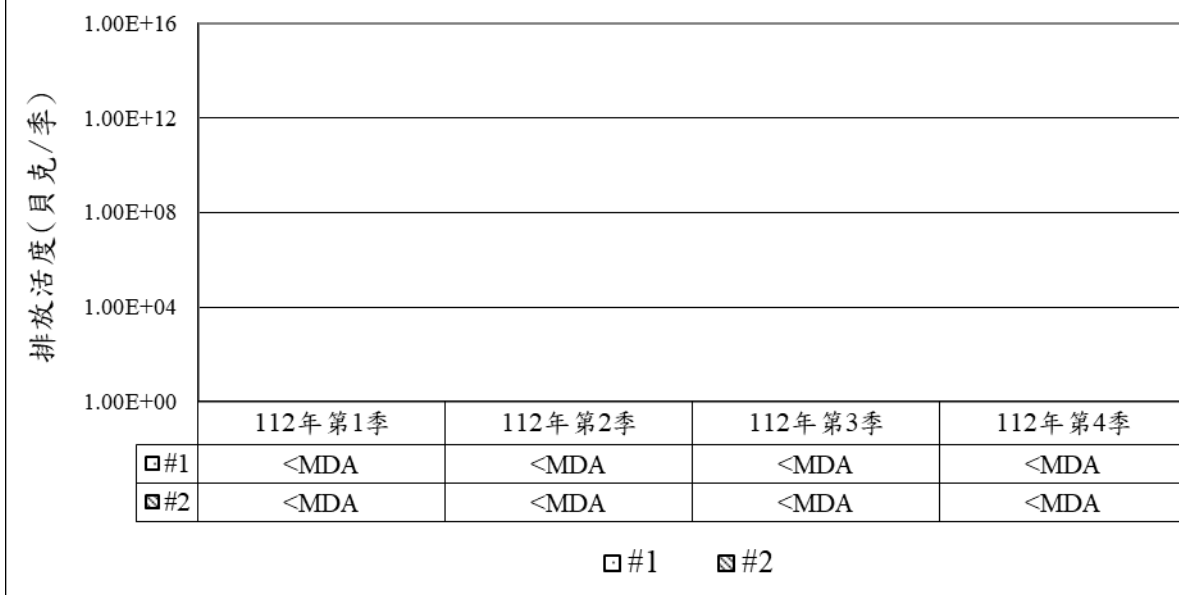 1.00E+16
1.00E+12
1.00E+08
1.00E+04
1.00E+00
排放活度(貝克/季)
112年第1季 112年第2季 112年第3季 112年第4季
#1 <MDA <MDA <MDA <MDA
#2 <MDA <MDA <MDA <MDA
#1 #2